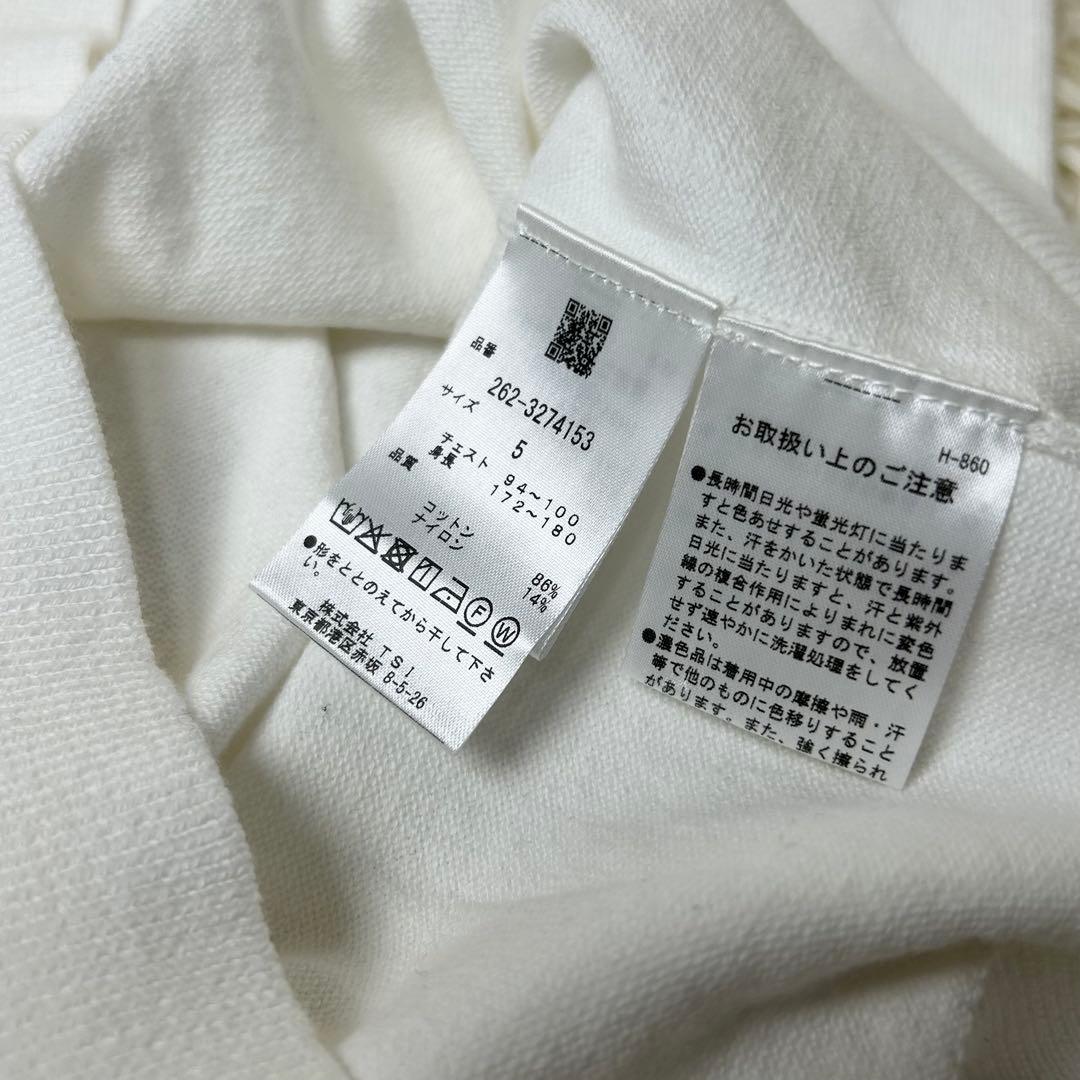 品番
262-3274153
サイズ
5
チェスト 94~100
身長 172~180
品質
コットン 86%
ナイロン 14%
●形をととのえてから干して下さ
い。
株式会社 TSI
東京都港区赤坂 8-5-26
H-860
お取扱い上のご注意
●長時間日光や蛍光灯に当たりま
すと色あせすることがあります。
また、汗をかいた状態で長時間
日光に当たりますと、汗と紫外
線の複合作用によりまれに変色
することがありますので、放置
せず速やかに洗濯処理をしてく
ださい。
●濃色品は着用中の摩擦や雨・汗
等で他のものに色移りすること
があります。また、強く擦られ